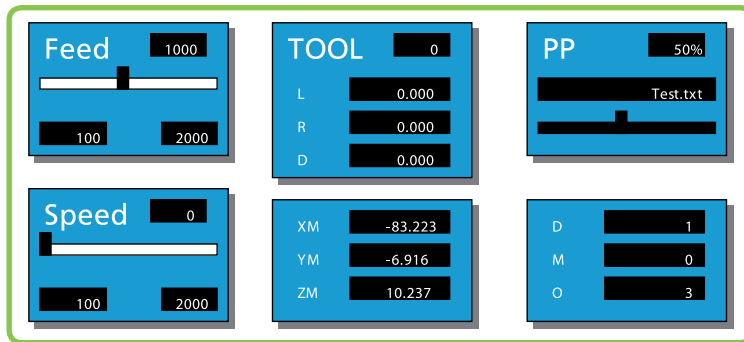 Feed 1000
100 2000
TOOL 0
L 0.000
R 0.000
D 0.000
PP 50%
Test.txt
Speed 0
100 2000
XM -83.223
YM -6.916
ZM 10.237
D 1
M 0
O 3